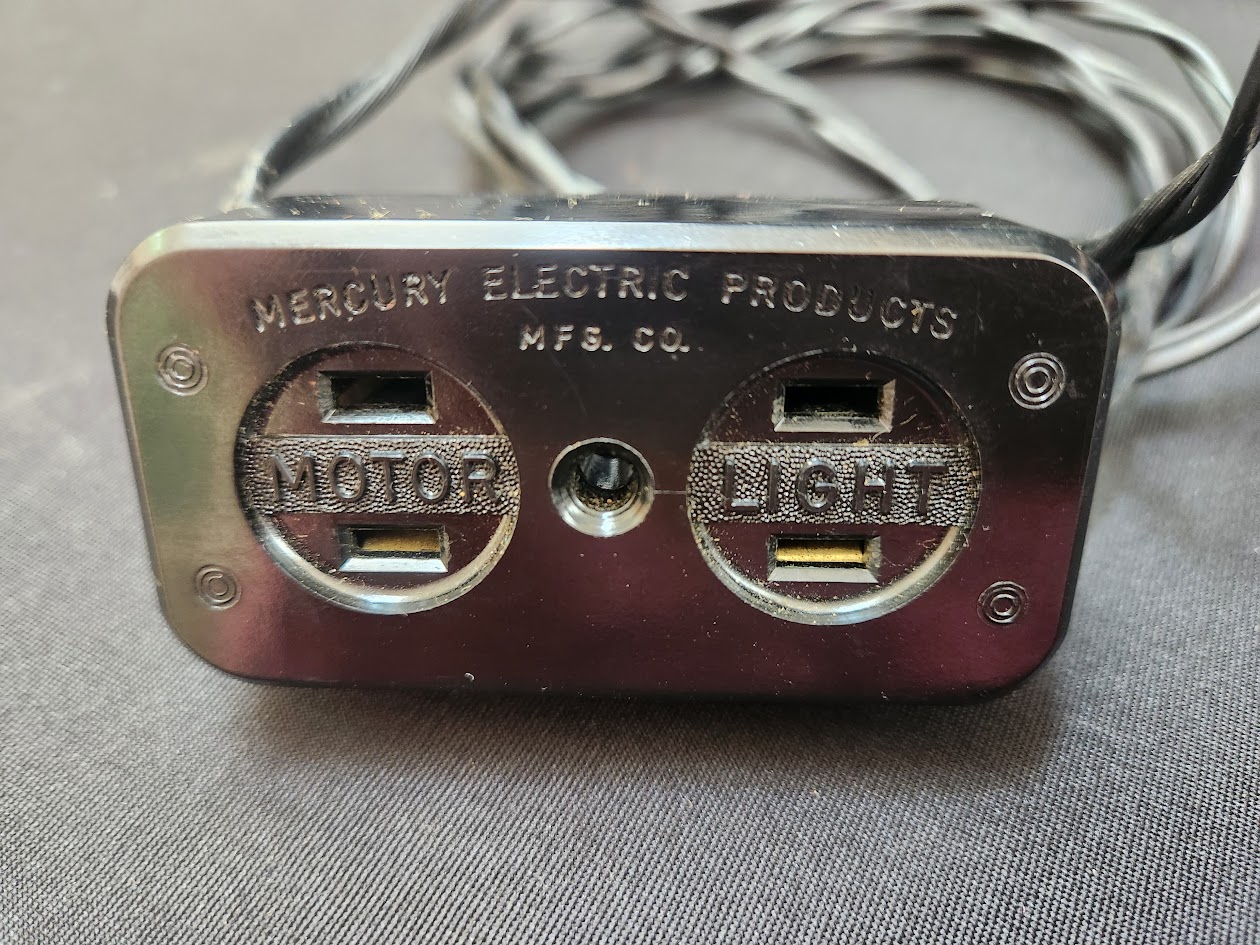 MERCURY ELECTRIC PRODUCTS
MFG. CO.
MOTOR
LIGHT